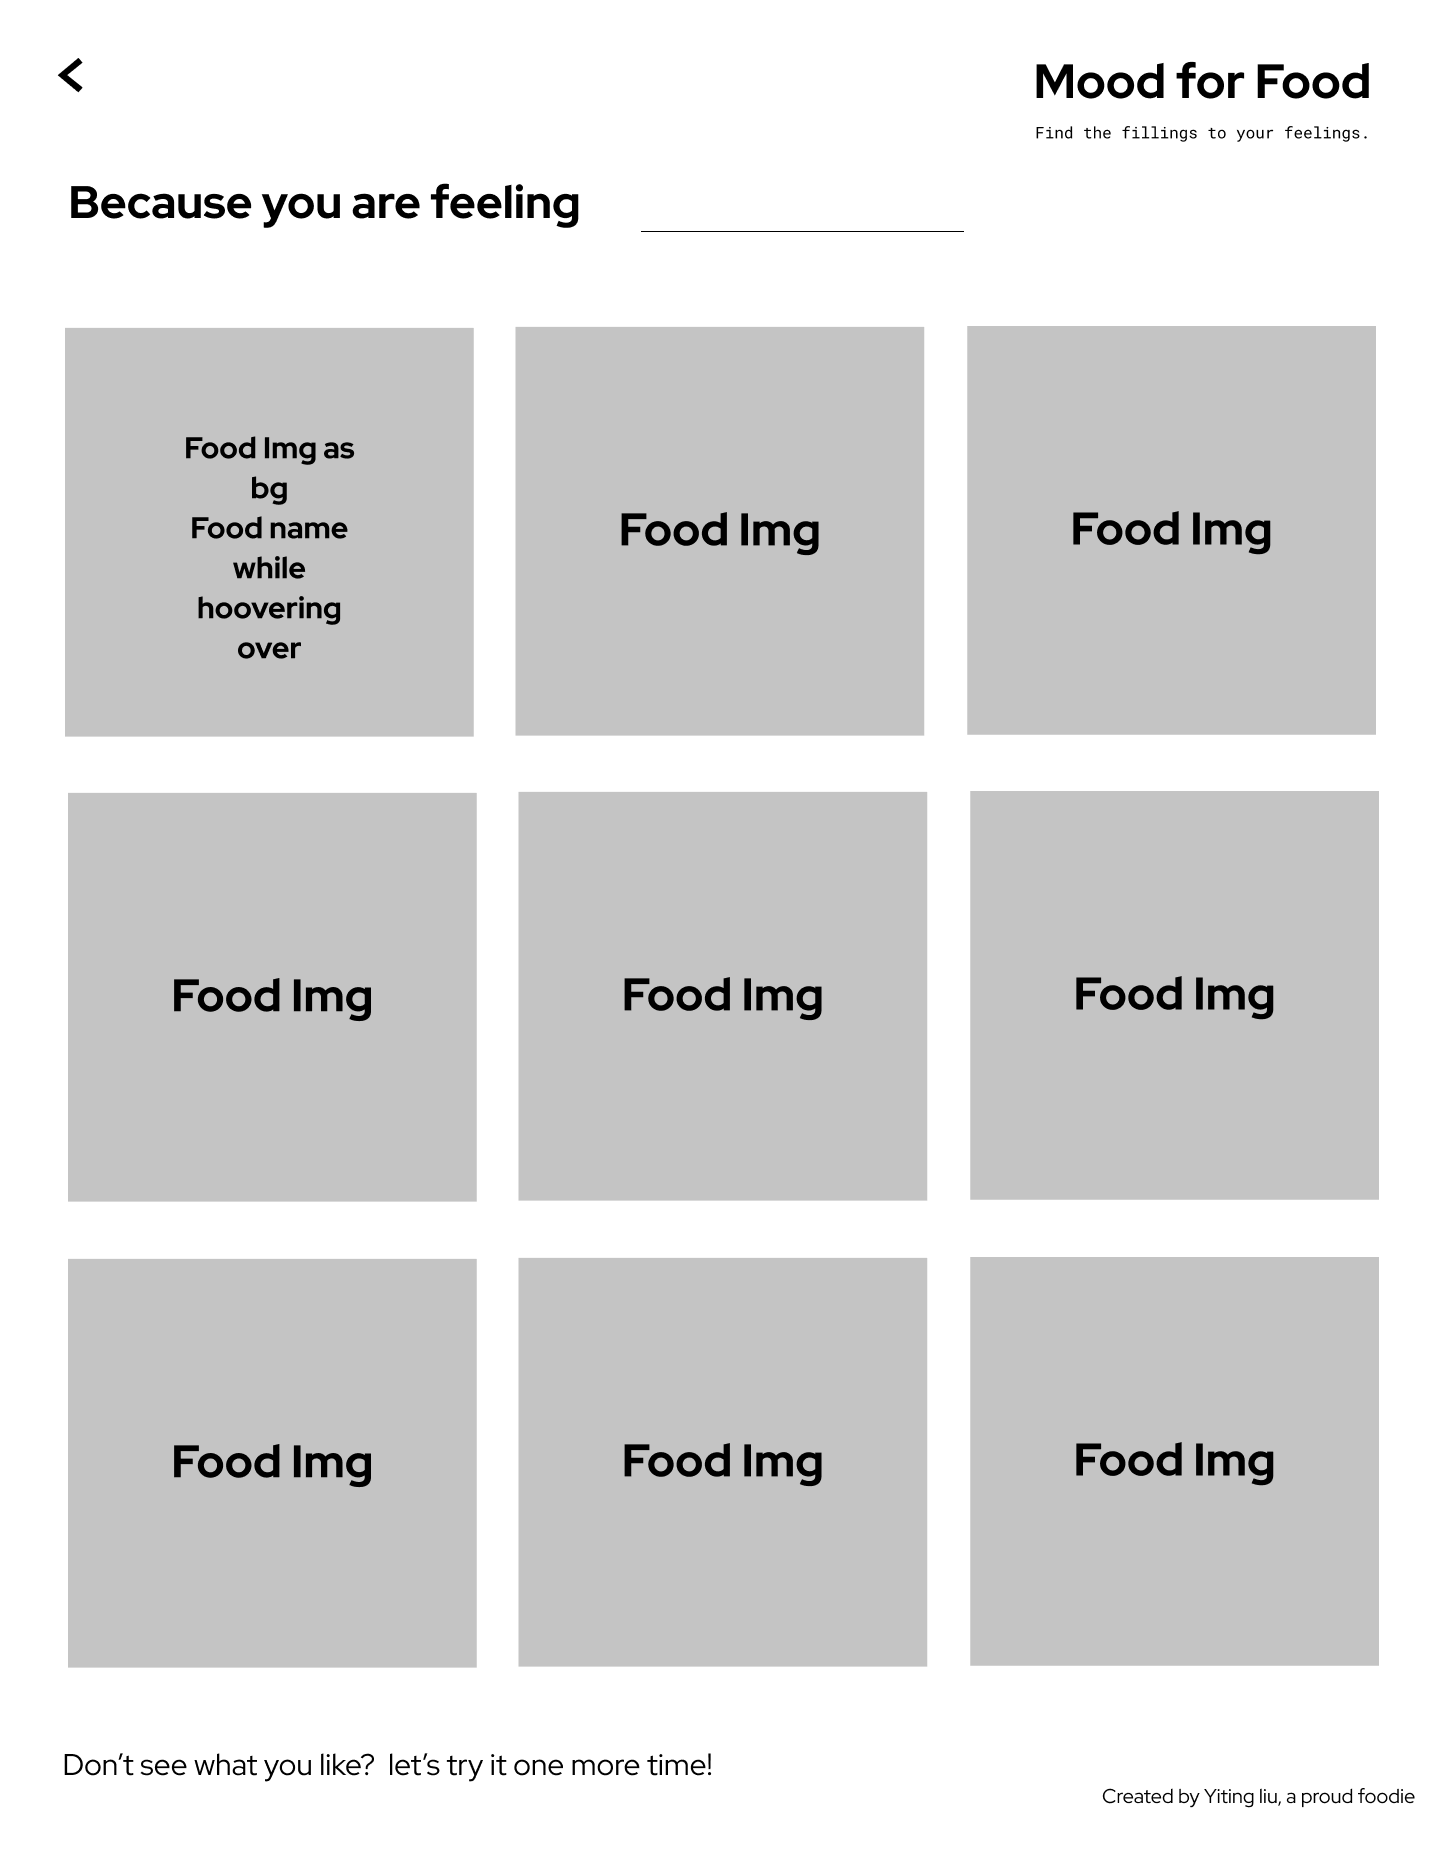 Mood for Food
Find the fillings to your feelings.
Because you are feeling
Food Img as
bg
Food name
while
hoovering
over
Food Img
Food Img
Food Img
Food Img
Food Img
Food Img
Food Img
Food Img
Don't see what you like?  let's try it one more time!
Created by Yiting liu, a proud foodie